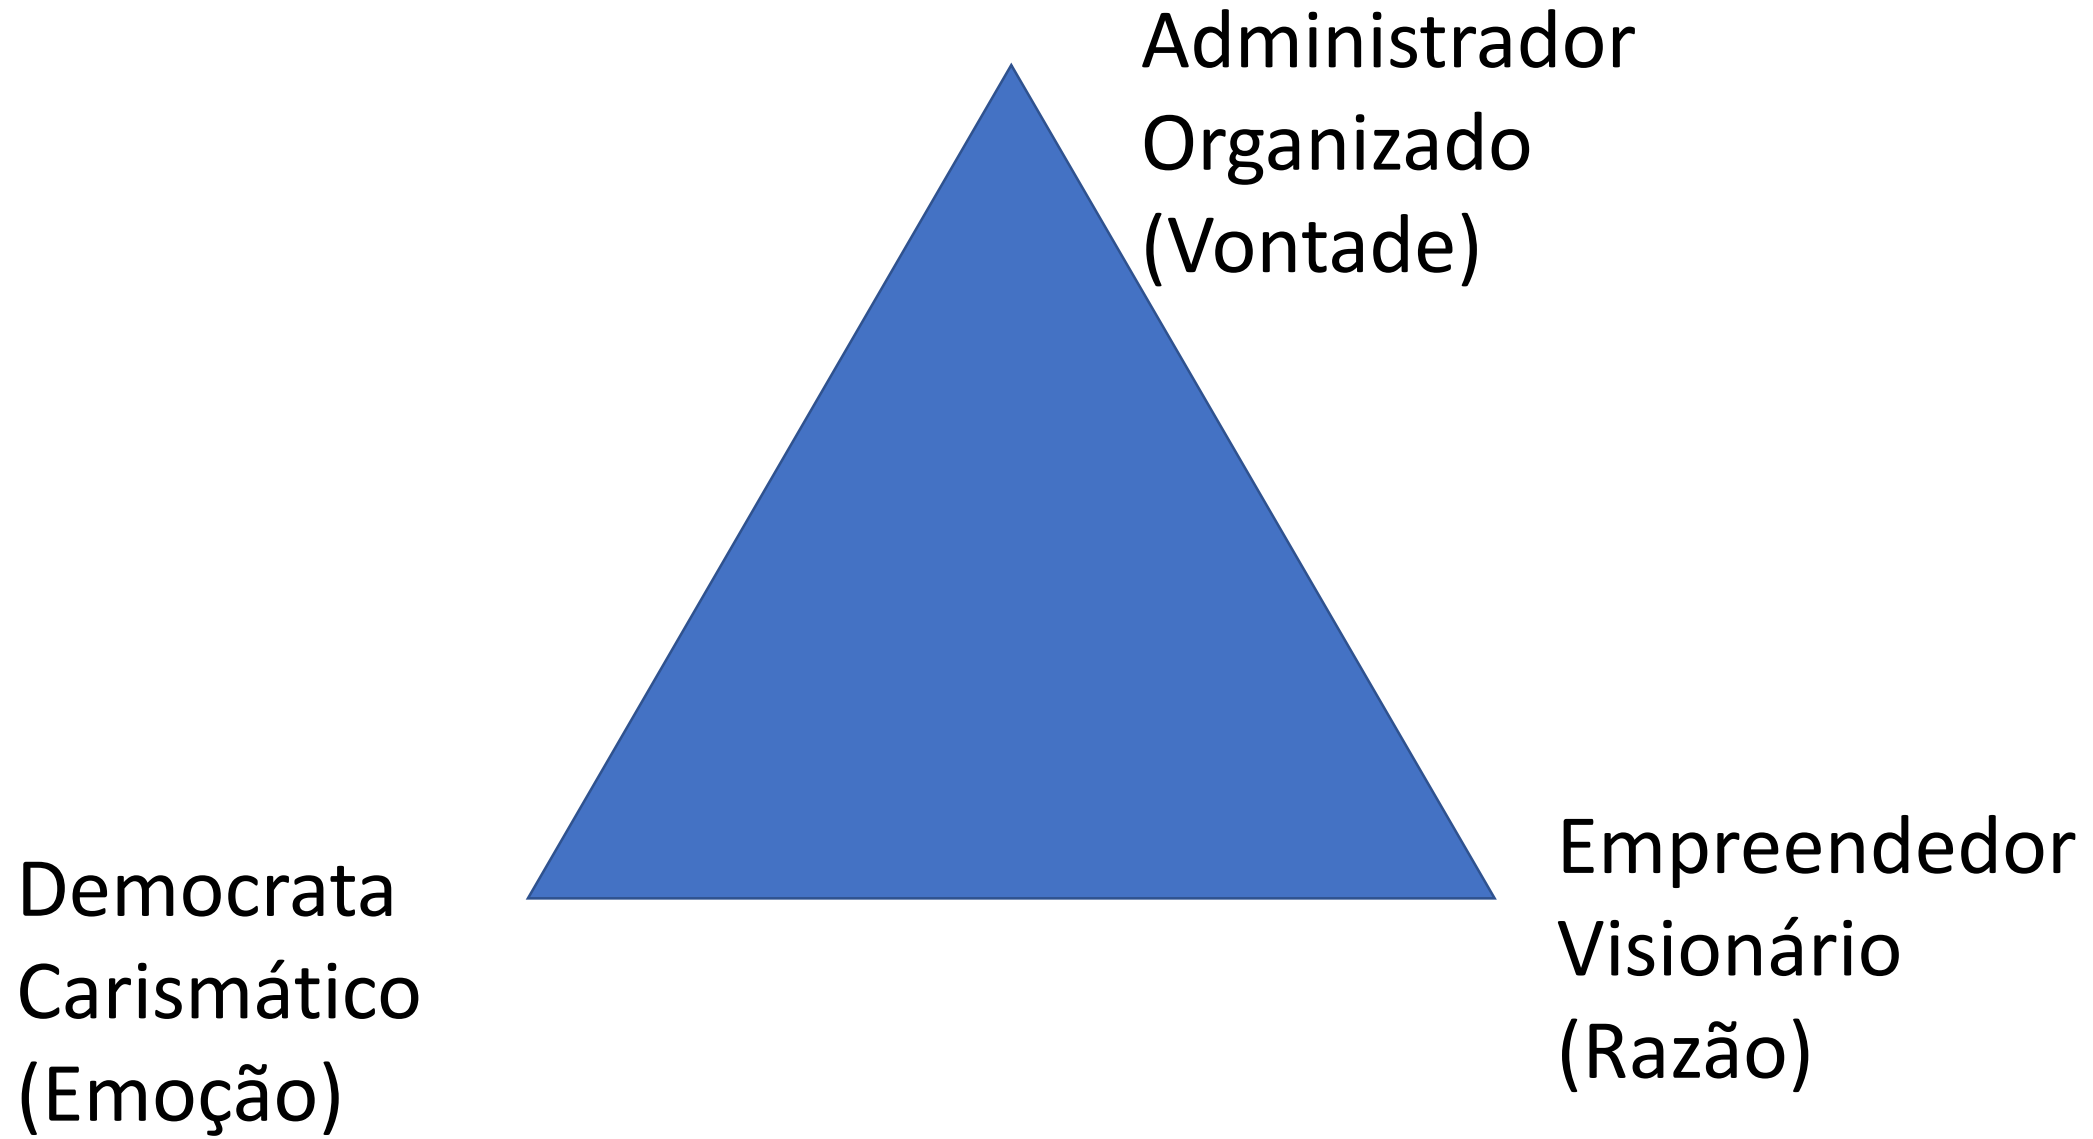 Administrador
Organizado
(Vontade)
Democrata
Carismático
(Emoção)
Empreendedor
Visionário
(Razão)